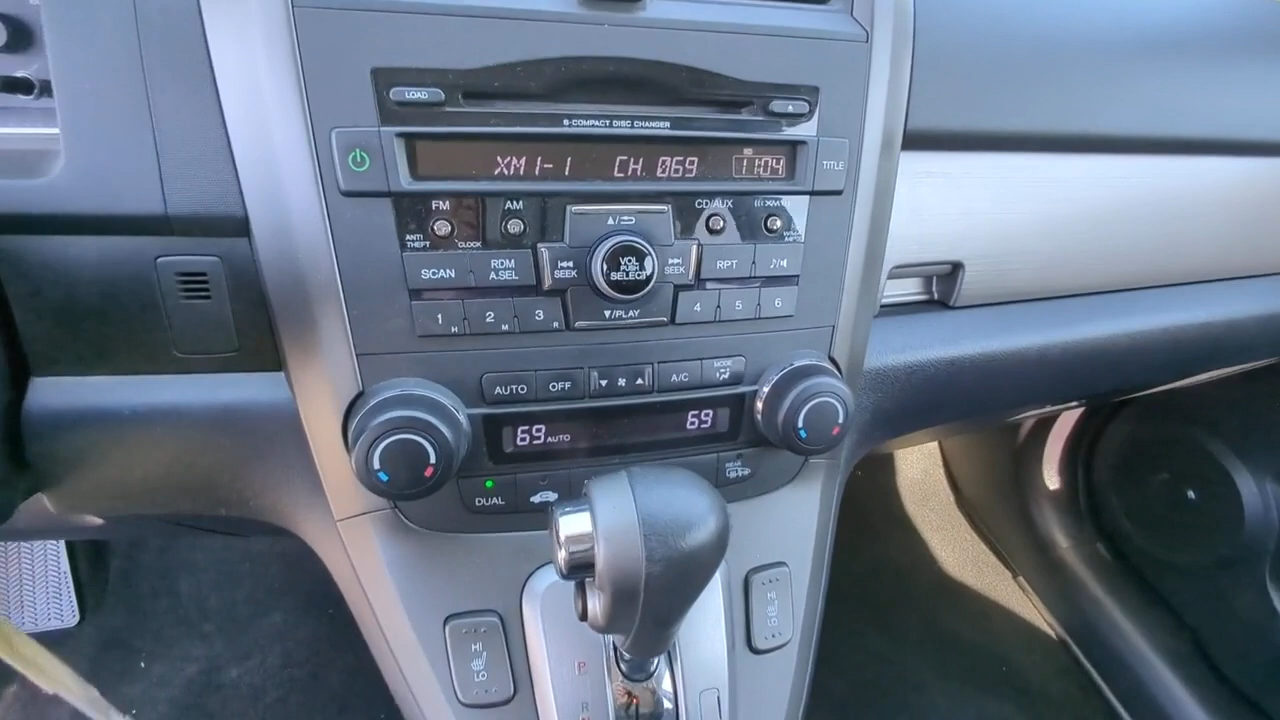 LOAD
6-COMPACT DISC CHANGER
XM1-1 CH. 069 11:04
TITLE
FM AM CD/AUX XM
ANTI THEFT
CLOCK
SCAN
RDM A.SEL
SEEK
VOL PUSH SELECT
SEEK
RPT
1 H 2 M 3 R
▼/PLAY
4 5 6
AUTO OFF A/C MODE
69 AUTO 69
DUAL
REAR
HI LO
HI LO
P
R